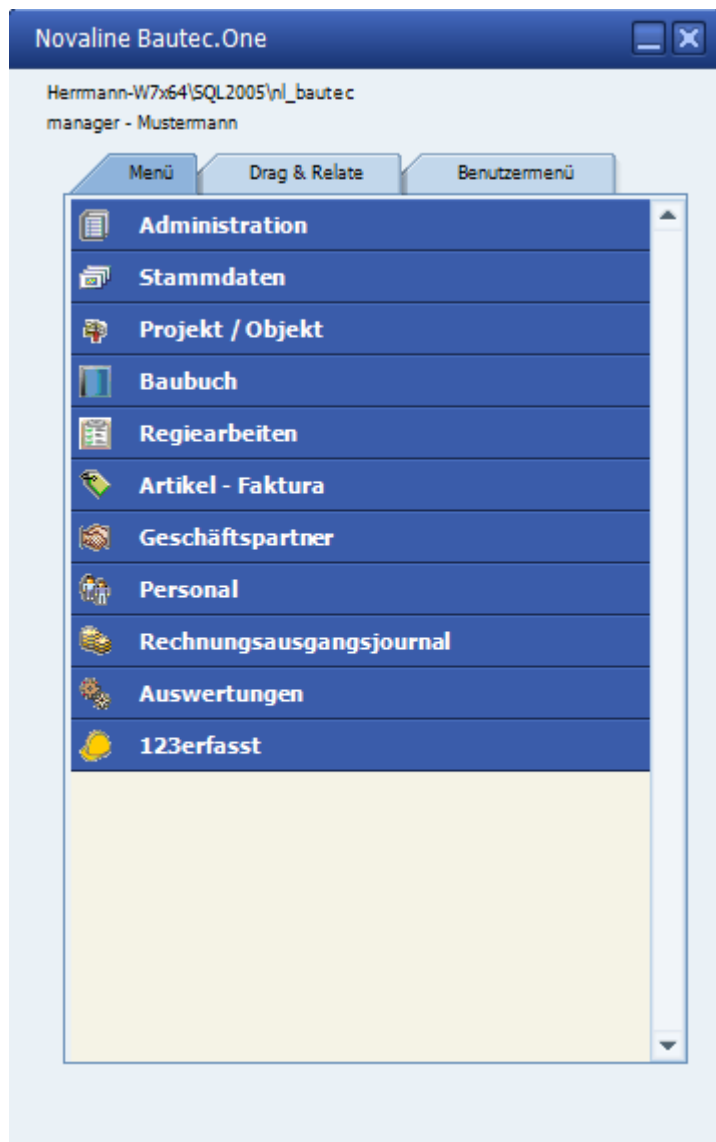 Novaline Bautec.One
Herrmann-W7x64\SQL2005\nl_bautec
manager - Mustermann
Menü Drag & Relate Benutzermenü
Administration
Stammdaten
Projekt / Objekt
Baubuch
Regiearbeiten
Artikel - Faktura
Geschäftspartner
Personal
Rechnungsausgangsjournal
Auswertungen
123erfasst